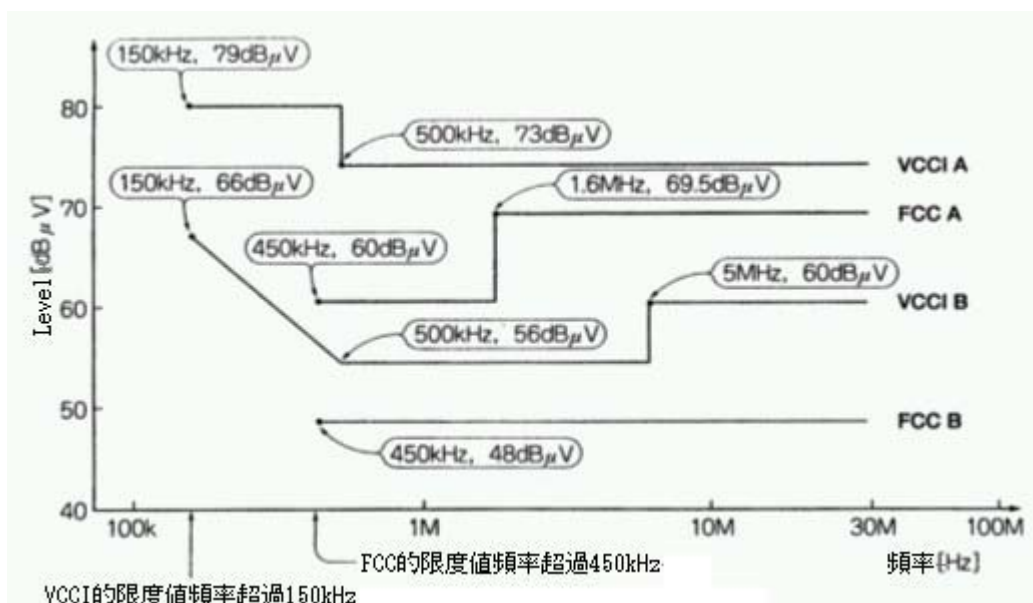 150kHz, 79dBμV
80
500kHz, 73dBμV
VCCI A
150kHz, 66dBμV
1.6MHz, 69.5dBμV
70
FCC A
450kHz, 60dBμV
5MHz, 60dBμV
Level[dBμV]
60
VCCI B
500kHz, 56dBμV
50
FCC B
450kHz, 48dBμV
40
100k 1M 10M 30M 100M
FCC的限度値頻率超過450kHz
頻率[Hz]
VCCI的限度値頻率超過150kHz